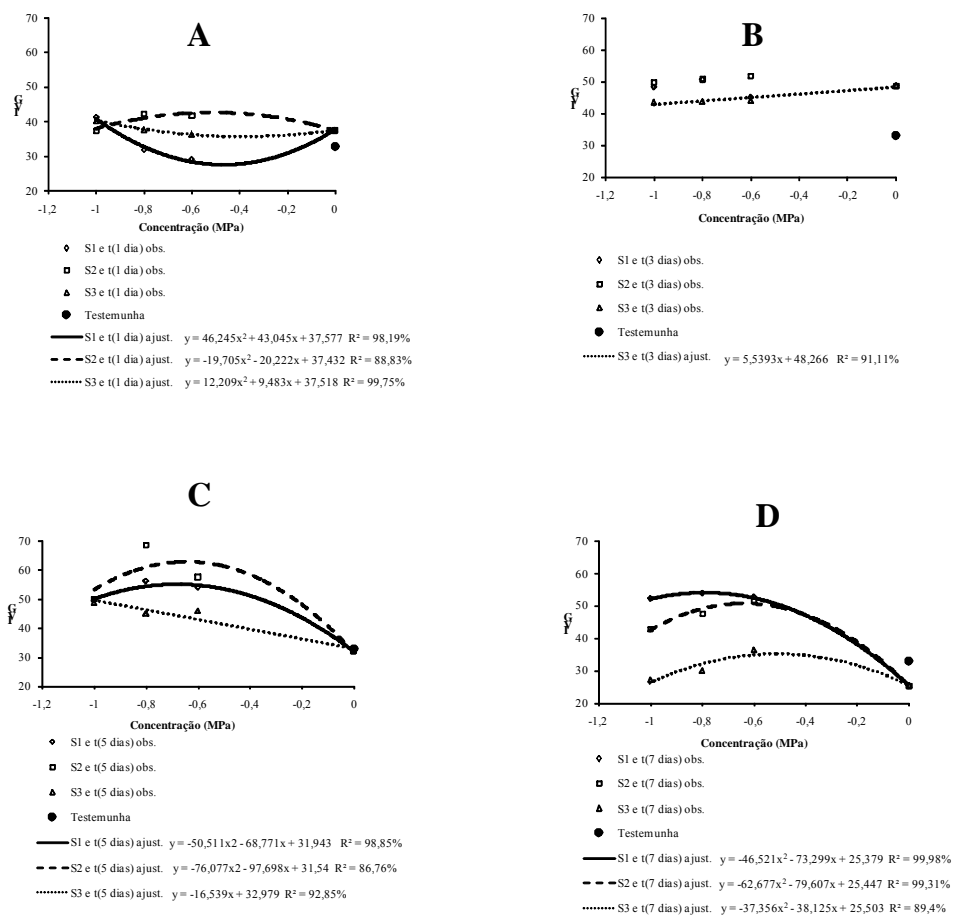 A
70
60
50
40
30
20
IVG
-1,2 -1 -0,8 -0,6 -0,4 -0,2 0
Concentração (MPa)
S1 e t(1 dia) obs.
S2 e t(1 dia) obs.
S3 e t(1 dia) obs.
Testemunha
S1 e t(1 dia) ajust. y = 46,245x² + 43,045x + 37,577 R² = 98,19%
S2 e t(1 dia) ajust. y = -19,705x² - 20,222x + 37,432 R² = 88,83%
S3 e t(1 dia) ajust. y = 12,209x² + 9,483x + 37,518 R² = 99,75%
B
70
60
50
40
30
20
IVG
-1,2 -1 -0,8 -0,6 -0,4 -0,2 0
Concentração (MPa)
S1 e t(3 dias) obs.
S2 e t(3 dias) obs.
S3 e t(3 dias) obs.
Testemunha
S3 e t(3 dias) ajust. y = 5,5393x + 48,266 R² = 91,11%
C
70
60
50
40
30
20
IVG
-1,2 -1 -0,8 -0,6 -0,4 -0,2 0
Concentração (MPa)
S1 e t(5 dias) obs.
S2 e t(5 dias) obs.
S3 e t(5 dias) obs.
Testemunha
S1 e t(5 dias) ajust. y = -50,511x2 - 68,771x + 31,943 R² = 98,85%
S2 e t(5 dias) ajust. y = -76,077x2 - 97,698x + 31,54 R² = 86,76%
S3 e t(5 dias) ajust. y = -16,539x + 32,979 R² = 92,85%
D
70
60
50
40
30
20
IVG
-1,2 -1 -0,8 -0,6 -0,4 -0,2 0
Concentração (MPa)
S1 e t(7 dias) obs.
S2 e t(7 dias) obs.
S3 e t(7 dias) obs.
Testemunha
S1 e t(7 dias) ajust. y = -46,521x² - 73,299x + 25,379 R² = 99,98%
S2 e t(7 dias) ajust. y = -62,677x² - 79,607x + 25,447 R² = 99,31%
S3 e t(7 dias) ajust. y = -37,356x² - 38,125x + 25,503 R² = 89,4%